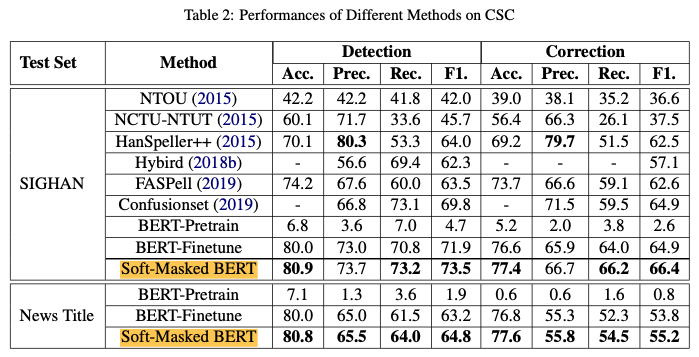 Table 2: Performances of Different Methods on CSC
Test Set Method Detection Correction
Acc. Prec. Rec. F1. Acc. Prec. Rec. F1.
SIGHAN
NTOU (2015) 42.2 42.2 41.8 42.0 39.0 38.1 35.2 36.6
NCTU-NTUT (2015) 60.1 71.7 33.6 45.7 56.4 66.3 26.1 37.5
HanSpeller++ (2015) 70.1 80.3 53.3 64.0 69.2 79.7 51.5 62.5
Hybird (2018b) - 56.6 69.4 62.3 - - - 57.1
FASPell (2019) 74.2 67.6 60.0 63.5 73.7 66.6 59.1 62.6
Confusionset (2019) - 66.8 73.1 69.8 - 71.5 59.5 64.9
BERT-Pretrain 6.8 3.6 7.0 4.7 5.2 2.0 3.8 2.6
BERT-Finetune 80.0 73.0 70.8 71.9 76.6 65.9 64.0 64.9
Soft-Masked BERT 80.9 73.7 73.2 73.5 77.4 66.7 66.2 66.4
News Title
BERT-Pretrain 7.1 1.3 3.6 1.9 0.6 0.6 1.6 0.8
BERT-Finetune 80.0 65.0 61.5 63.2 76.8 55.3 52.3 53.8
Soft-Masked BERT 80.8 65.5 64.0 64.8 77.6 55.8 54.5 55.2